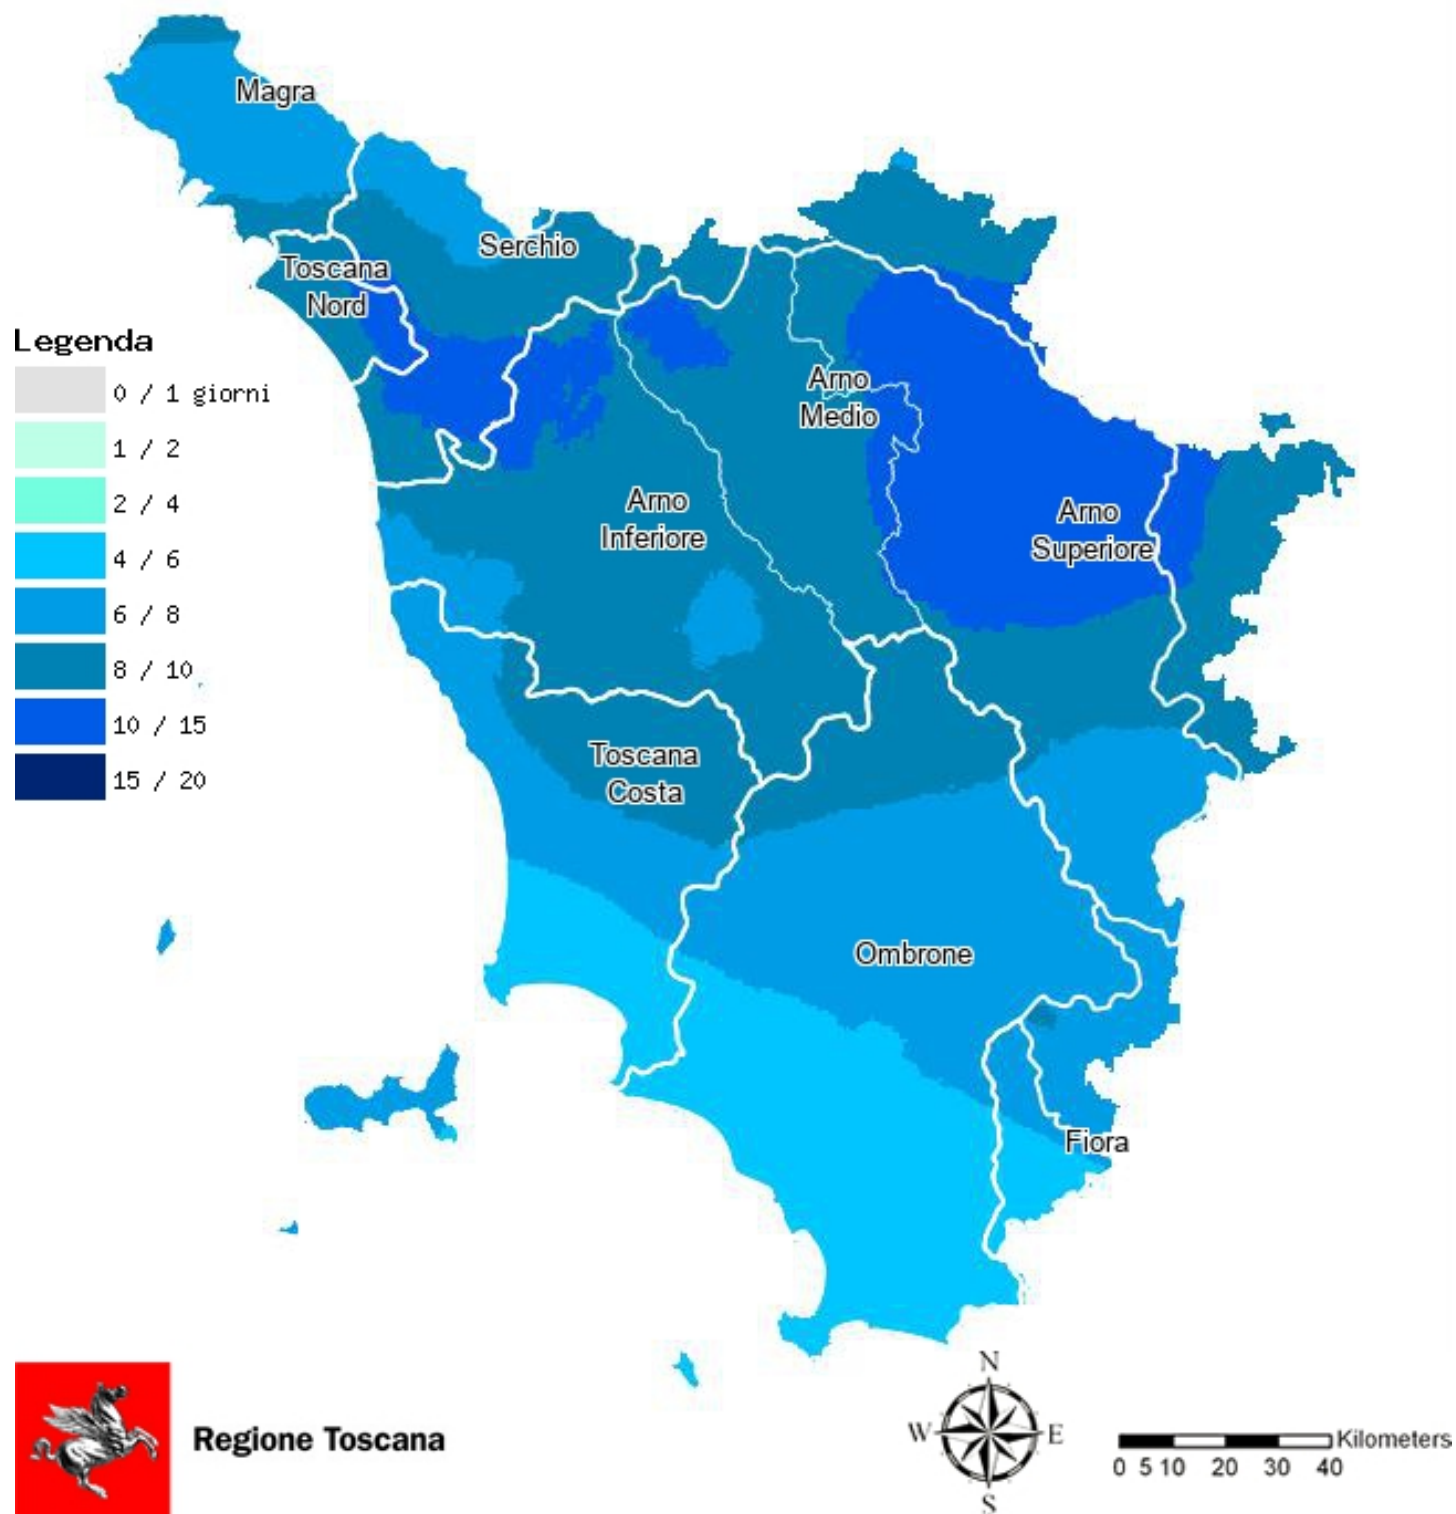 Magra
Serchio
Toscana
Nord
Legenda
0 / 1 giorni
1 / 2
2 / 4
4 / 6
6 / 8
8 / 10
10 / 15
15 / 20
Arno
Medio
Arno
Inferiore
Arno
Superiore
Toscana
Costa
Ombrone
Fiora
Regione Toscana
N
W E
S
Kilometers
0 5 10 20 30 40